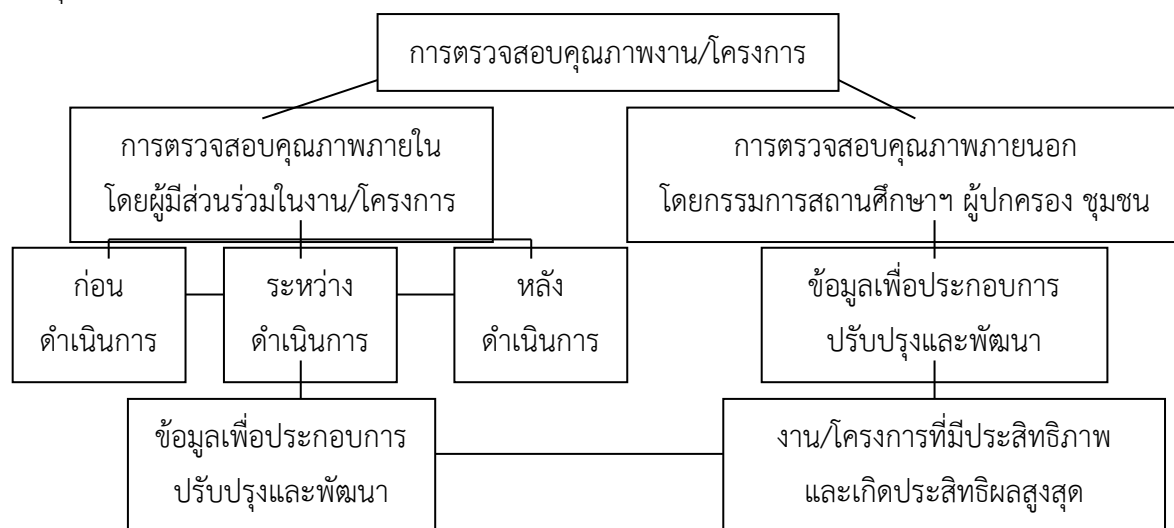 การตรวจสอบคุณภาพงาน/โครงการ
การตรวจสอบคุณภาพภายใน
โดยผู้มีส่วนร่วมในงาน/โครงการ
การตรวจสอบคุณภาพภายนอก
โดยกรรมการสถานศึกษาฯ ผู้ปกครอง ชุมชน
ก่อน
ดำเนินการ
ระหว่าง
ดำเนินการ
หลัง
ดำเนินการ
ข้อมูลเพื่อประกอบการ
ปรับปรุงและพัฒนา
ข้อมูลเพื่อประกอบการ
ปรับปรุงและพัฒนา
งาน/โครงการที่มีประสิทธิภาพ
และเกิดประสิทธิผลสูงสุด